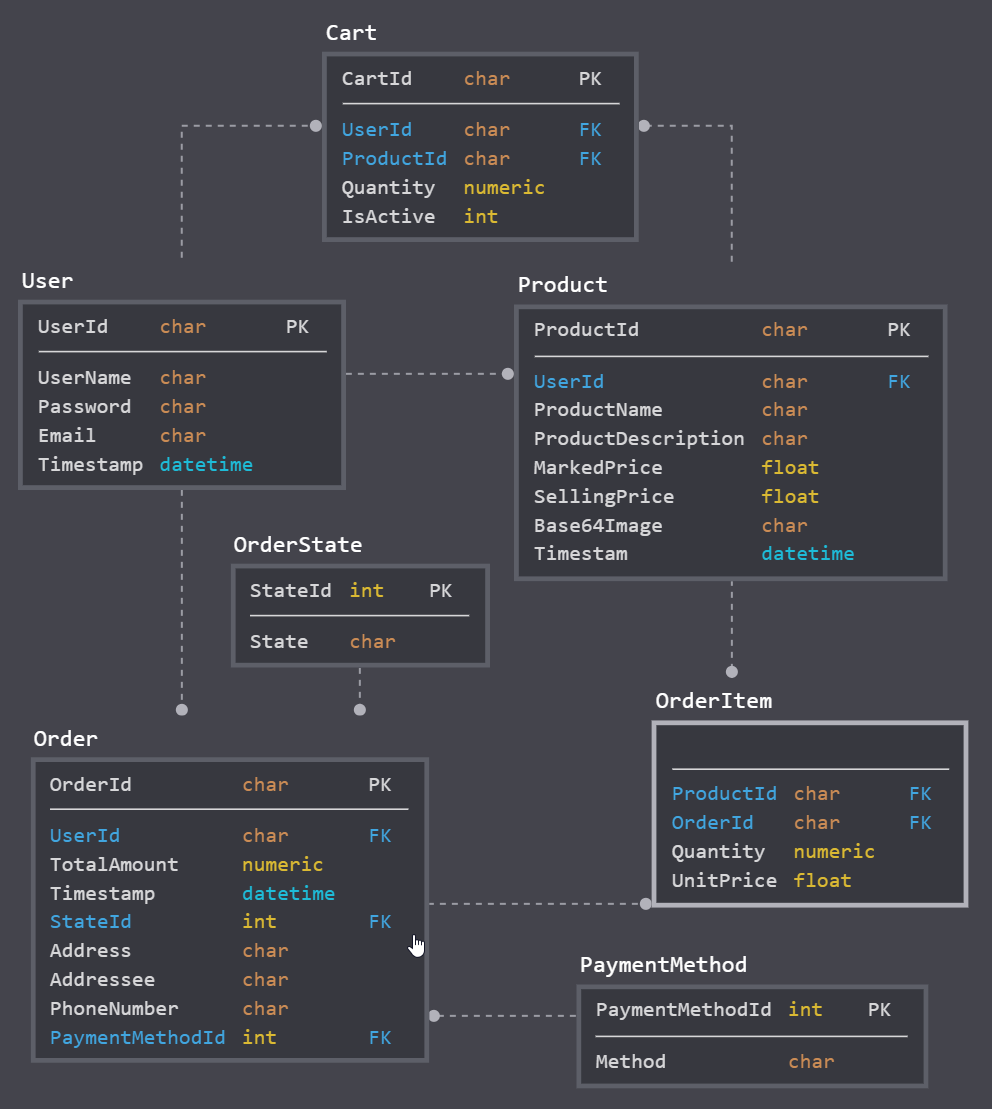 Cart
CartId char PK
UserId char FK
ProductId char FK
Quantity numeric
IsActive int
User
UserId char PK
UserName char
Password char
Email char
Timestamp datetime
Product
ProductId char PK
UserId char FK
ProductName char
ProductDescription char
MarkedPrice float
SellingPrice float
Base64Image char
Timestam datetime
OrderState
StateId int PK
State char
Order
OrderId char PK
UserId char FK
TotalAmount numeric
Timestamp datetime
StateId int FK
Address char
Addressee char
PhoneNumber char
PaymentMethodId int FK
OrderItem
ProductId char FK
OrderId char FK
Quantity numeric
UnitPrice float
PaymentMethod
PaymentMethodId int PK
Method char